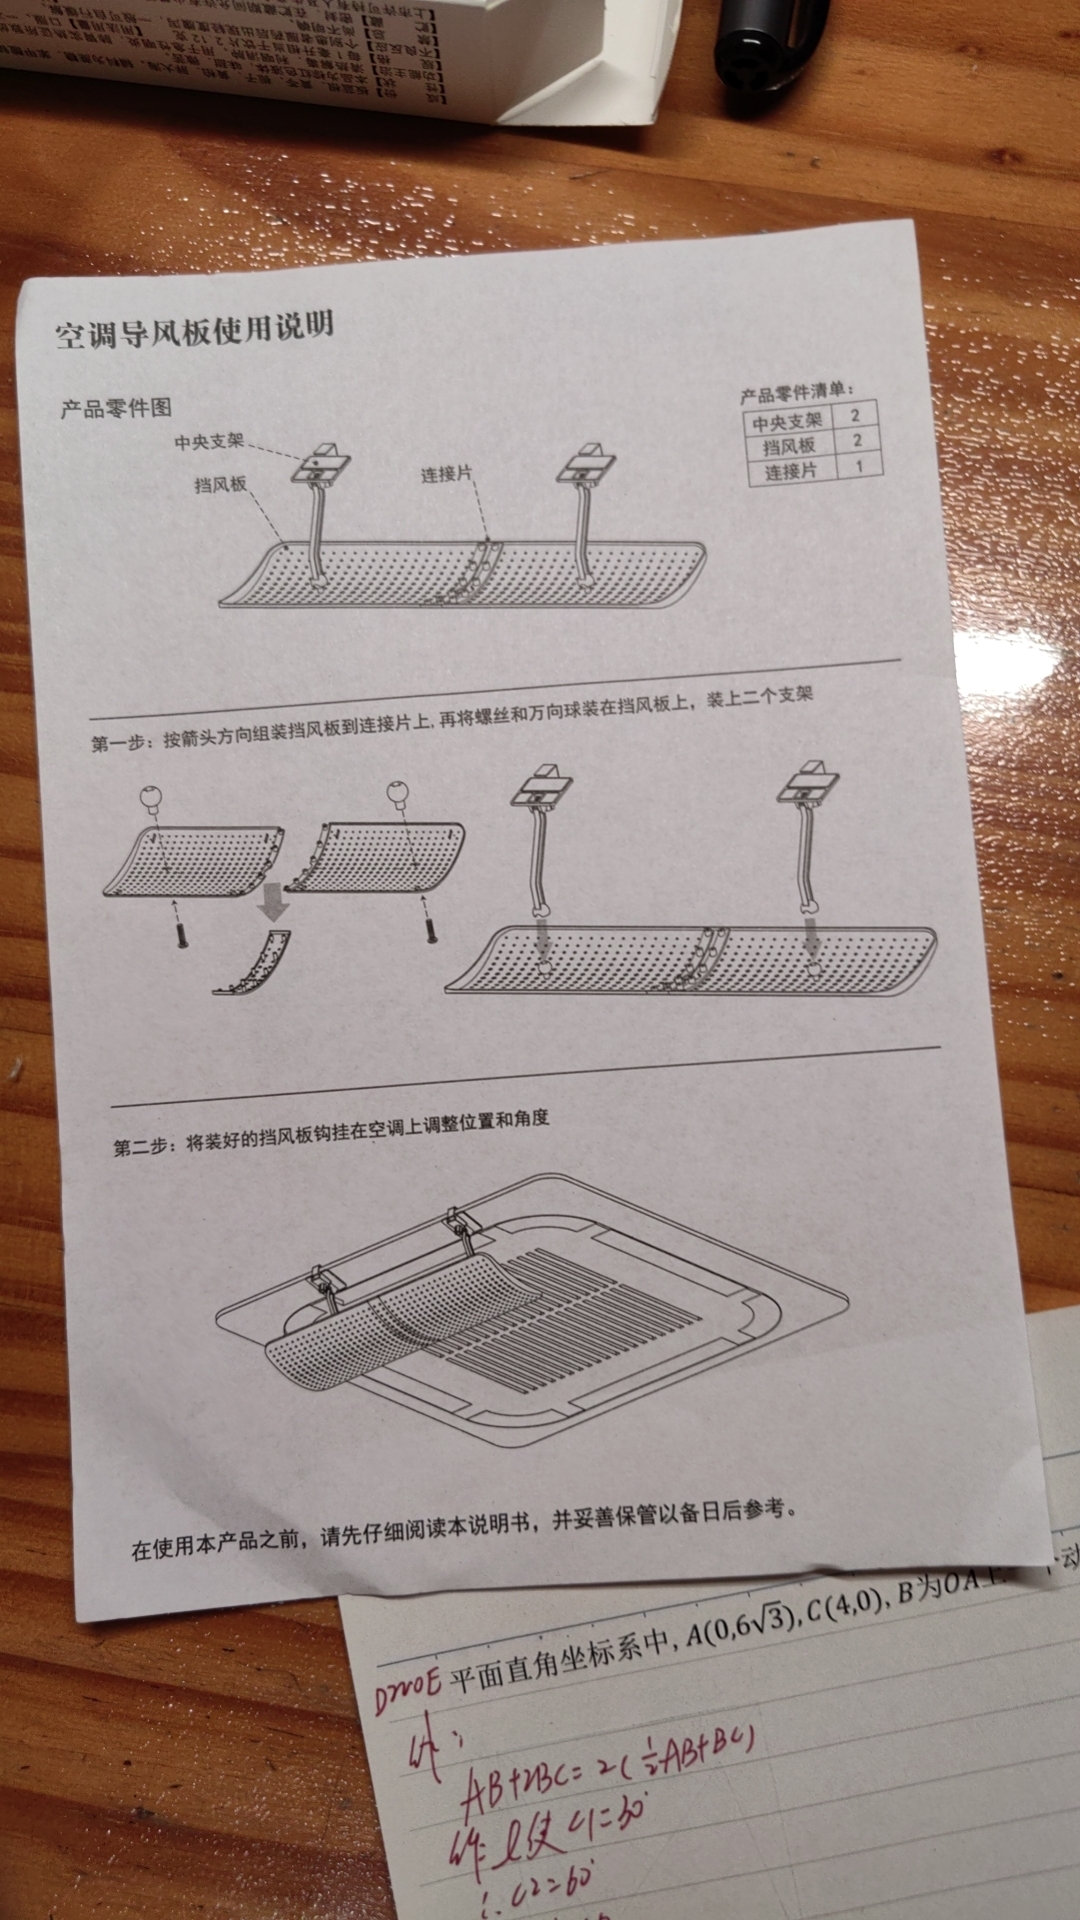 空调导风板使用说明
产品零件图
中央支架
挡风板
连接片
产品零件清单：
中央支架 2
挡风板 2
连接片 1
第一步：按箭头方向组装挡风板到连接片上,再将螺丝和万向球装在挡风板上，装上二个支架
第二步：将装好的挡风板钩挂在空调上调整位置和角度
在使用本产品之前，请先仔细阅读本说明书，并妥善保管以备日后参考。
平面直角坐标系中, A(0,6√3), C(4,0), B为OA上
AB+2BC=2(½AB+BC)
作 l使∠1=30°
∴∠2=60°